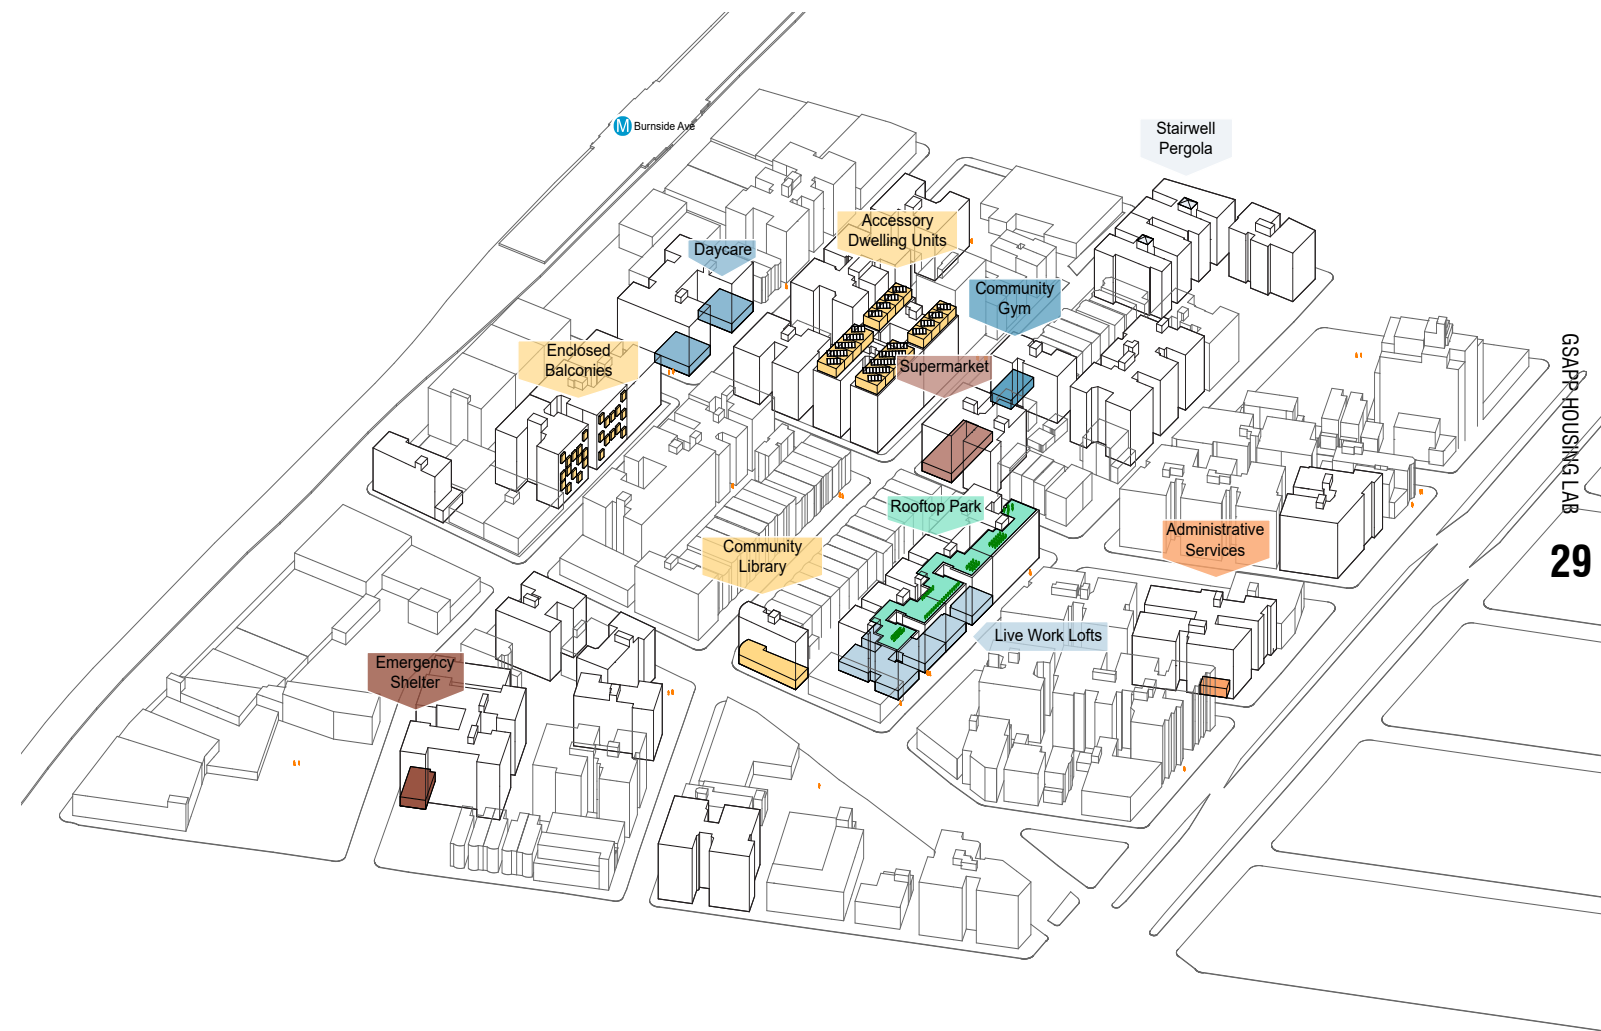 M Burnside Ave
Stairwell
Pergola
Accessory
Dwelling Units
Daycare
Community
Gym
Enclosed
Balconies
Supermarket
GSAPP HOUSING LAB
29
Rooftop Park
Administrative
Services
Community
Library
Live Work Lofts
Emergency
Shelter